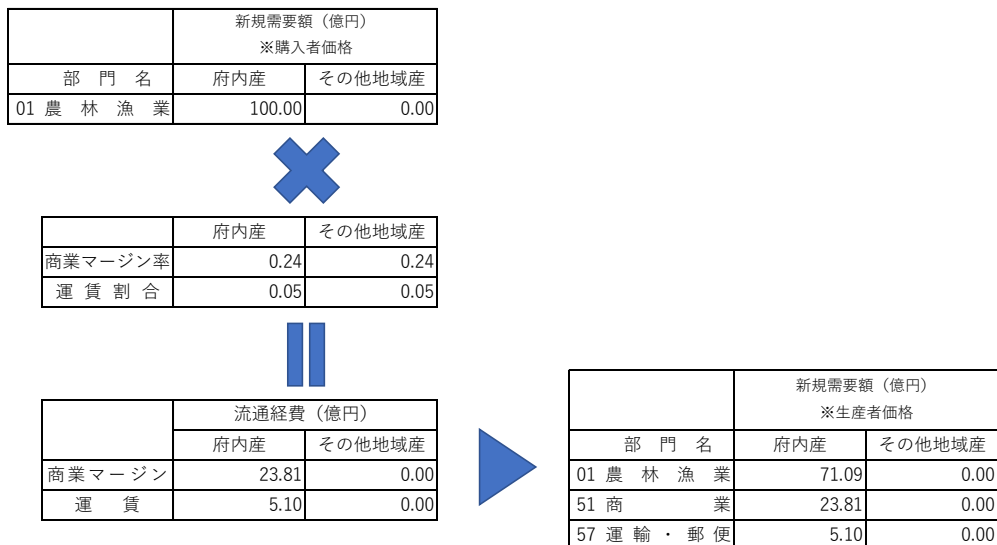 新規需要額（億円）
※購入者価格
部 門 名 府内産 その他地域産
01 農 林 漁 業 100.00 0.00
府内産 その他地域産
商業マージン率 0.24 0.24
運 賃 割 合 0.05 0.05
流通経費（億円）
府内産 その他地域産
商業マージン 23.81 0.00
運 賃 5.10 0.00
新規需要額（億円）
※生産者価格
部 門 名 府内産 その他地域産
01 農 林 漁 業 71.09 0.00
51 商 業 23.81 0.00
57 運 輸 ・ 郵 便 5.10 0.00